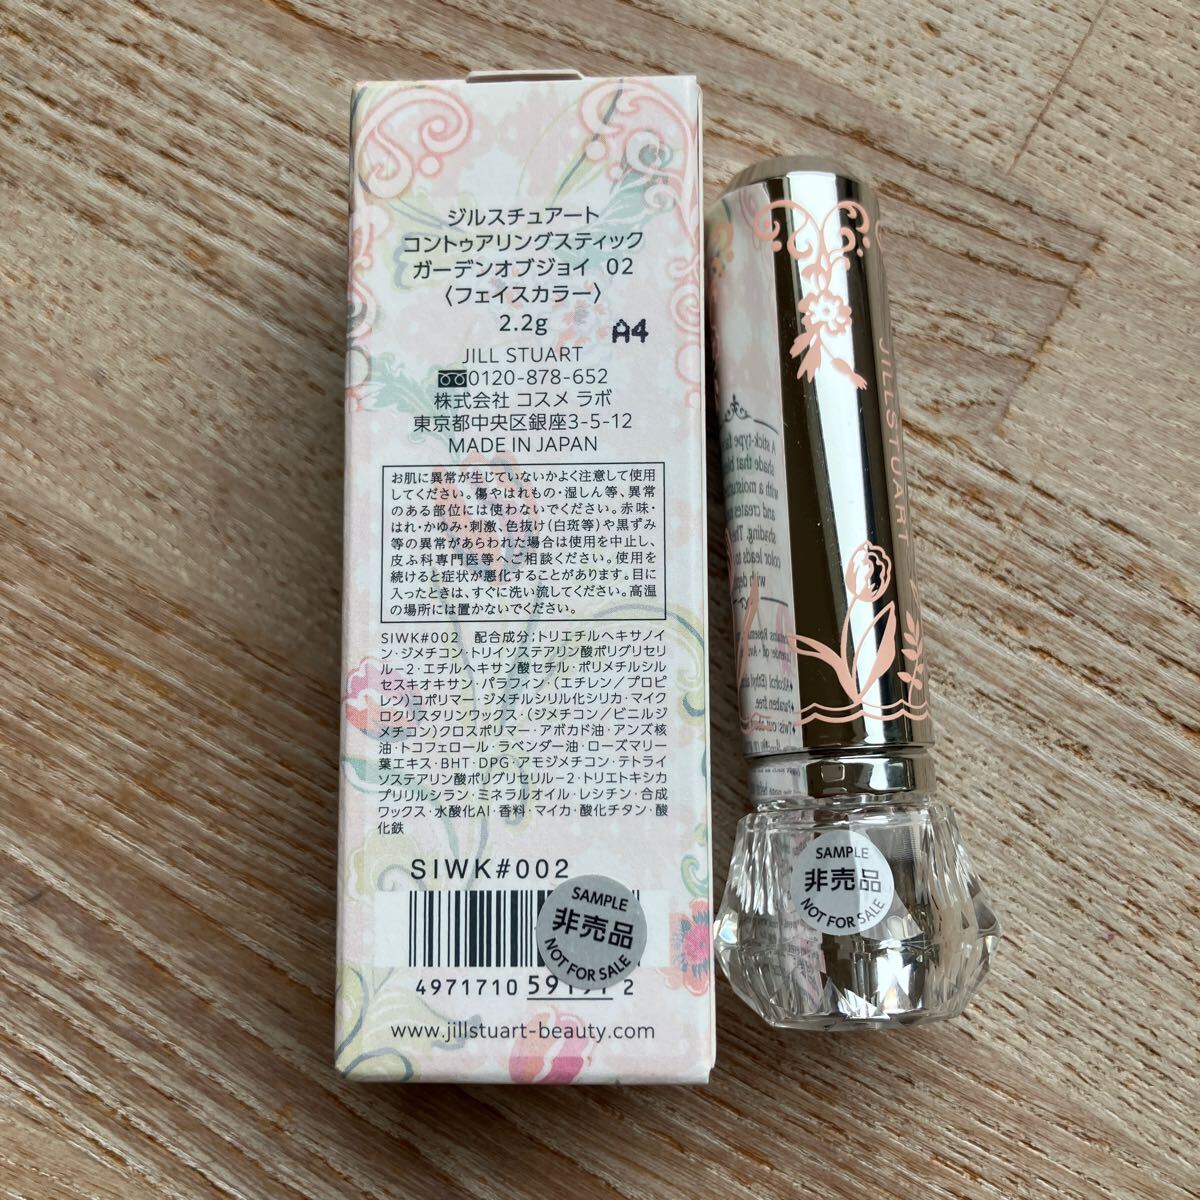 ジルスチュアート
コントゥアリングスティック
ガーデンオブジョイ 02
〈フェイスカラー〉
2.2g
A4
JILL STUART
0120-878-652
株式会社 コスメ ラボ
東京都中央区銀座3-5-12
MADE IN JAPAN
お肌に異常が生じていないかよく注意して使用
してください。傷やはれもの・湿しん等、異常
のある部位には使わないでください。赤味・
はれ・かゆみ・刺激、色抜け(白斑等)や黒ずみ
等の異常があらわれた場合は使用を中止し、
皮ふ科専門医等へご相談ください。使用を
続けると症状が悪化することがあります。目に
入ったときは、すぐに洗い流してください。高温
の場所には置かないでください。
SIWK#002 配合成分;トリエチルヘキサノイ
ン・ジメチコン・トリイソステアリン酸ポリグリセリ
ル-2・エチルヘキサン酸セチル・ポリメチルシル
セスキオキサン・パラフィン・(エチレン/プロピ
レン)コポリマー・ジメチルシリル化シリカ・マイク
ロクリスタリンワックス・(ジメチコン/ビニルジ
メチコン)クロスポリマー・アボカド油・アンズ核
油・トコフェロール・ラベンダー油・ローズマリー
葉エキス・BHT・DPG・アモジメチコン・テトライ
ソステアリン酸ポリグリセリル-2・トリエトキシカ
プリリルシラン・ミネラルオイル・レシチン・合成
ワックス・水酸化Al・香料・マイカ・酸化チタン・酸
化鉄
SIWK#002
SAMPLE
非売品
NOT FOR SALE
4971710
2
www.jillstuart-beauty.com
JILLSTUART
SAMPLE
非売品
NOT FOR SALE